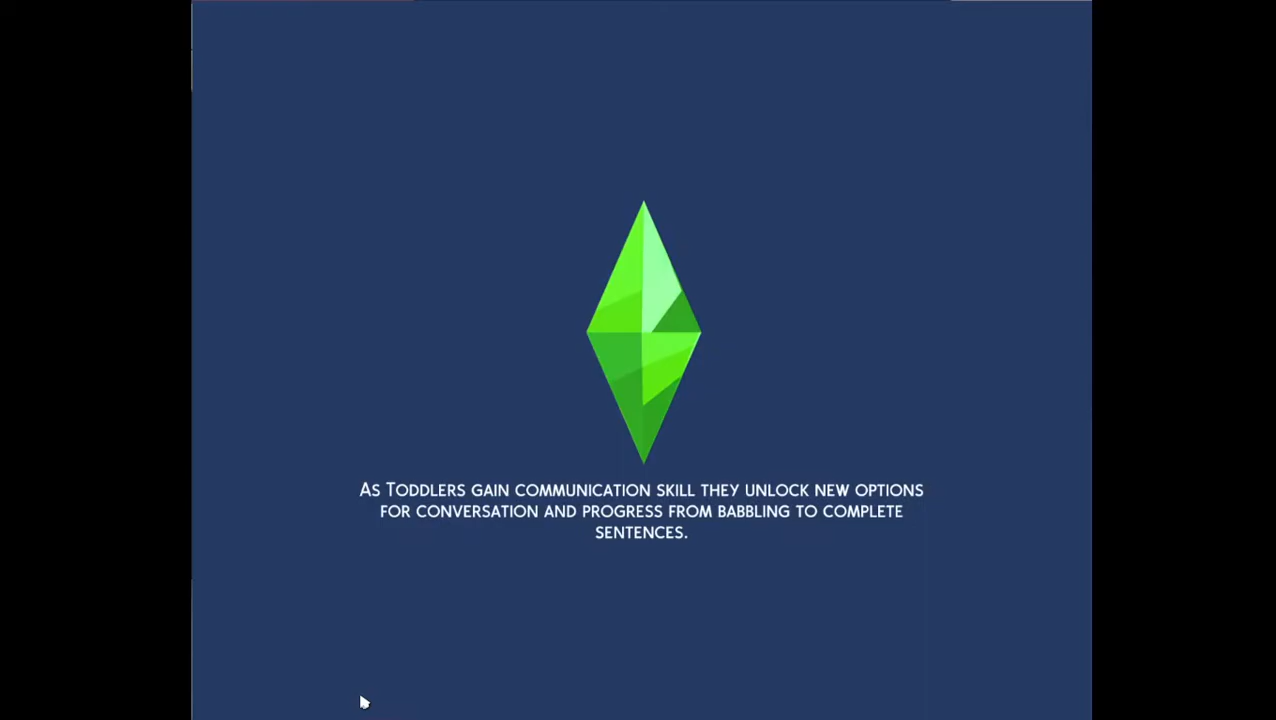 As Toddlers gain communication skill they unlock new options
for conversation and progress from babbling to complete
sentences.